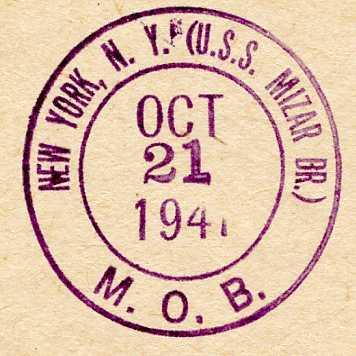 NEW YORK, N. Y. (U.S.S. MIZAR BR.)
OCT
21
194
M. O. B.